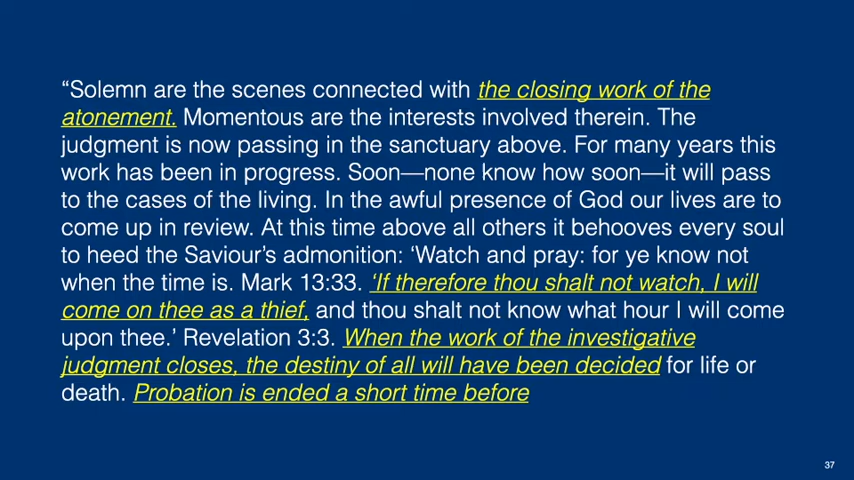 “Solemn are the scenes connected with the closing work of the
atonement. Momentous are the interests involved therein. The
judgment is now passing in the sanctuary above. For many years this
work has been in progress. Soon—none know how soon—it will pass
to the cases of the living. In the awful presence of God our lives are to
come up in review. At this time above all others it behooves every soul
to heed the Saviour’s admonition: ‘Watch and pray: for ye know not
when the time is. Mark 13:33. ‘If therefore thou shalt not watch, I will
come on thee as a thief, and thou shalt not know what hour I will come
upon thee.’ Revelation 3:3. When the work of the investigative
judgment closes, the destiny of all will have been decided for life or
death. Probation is ended a short time before
37